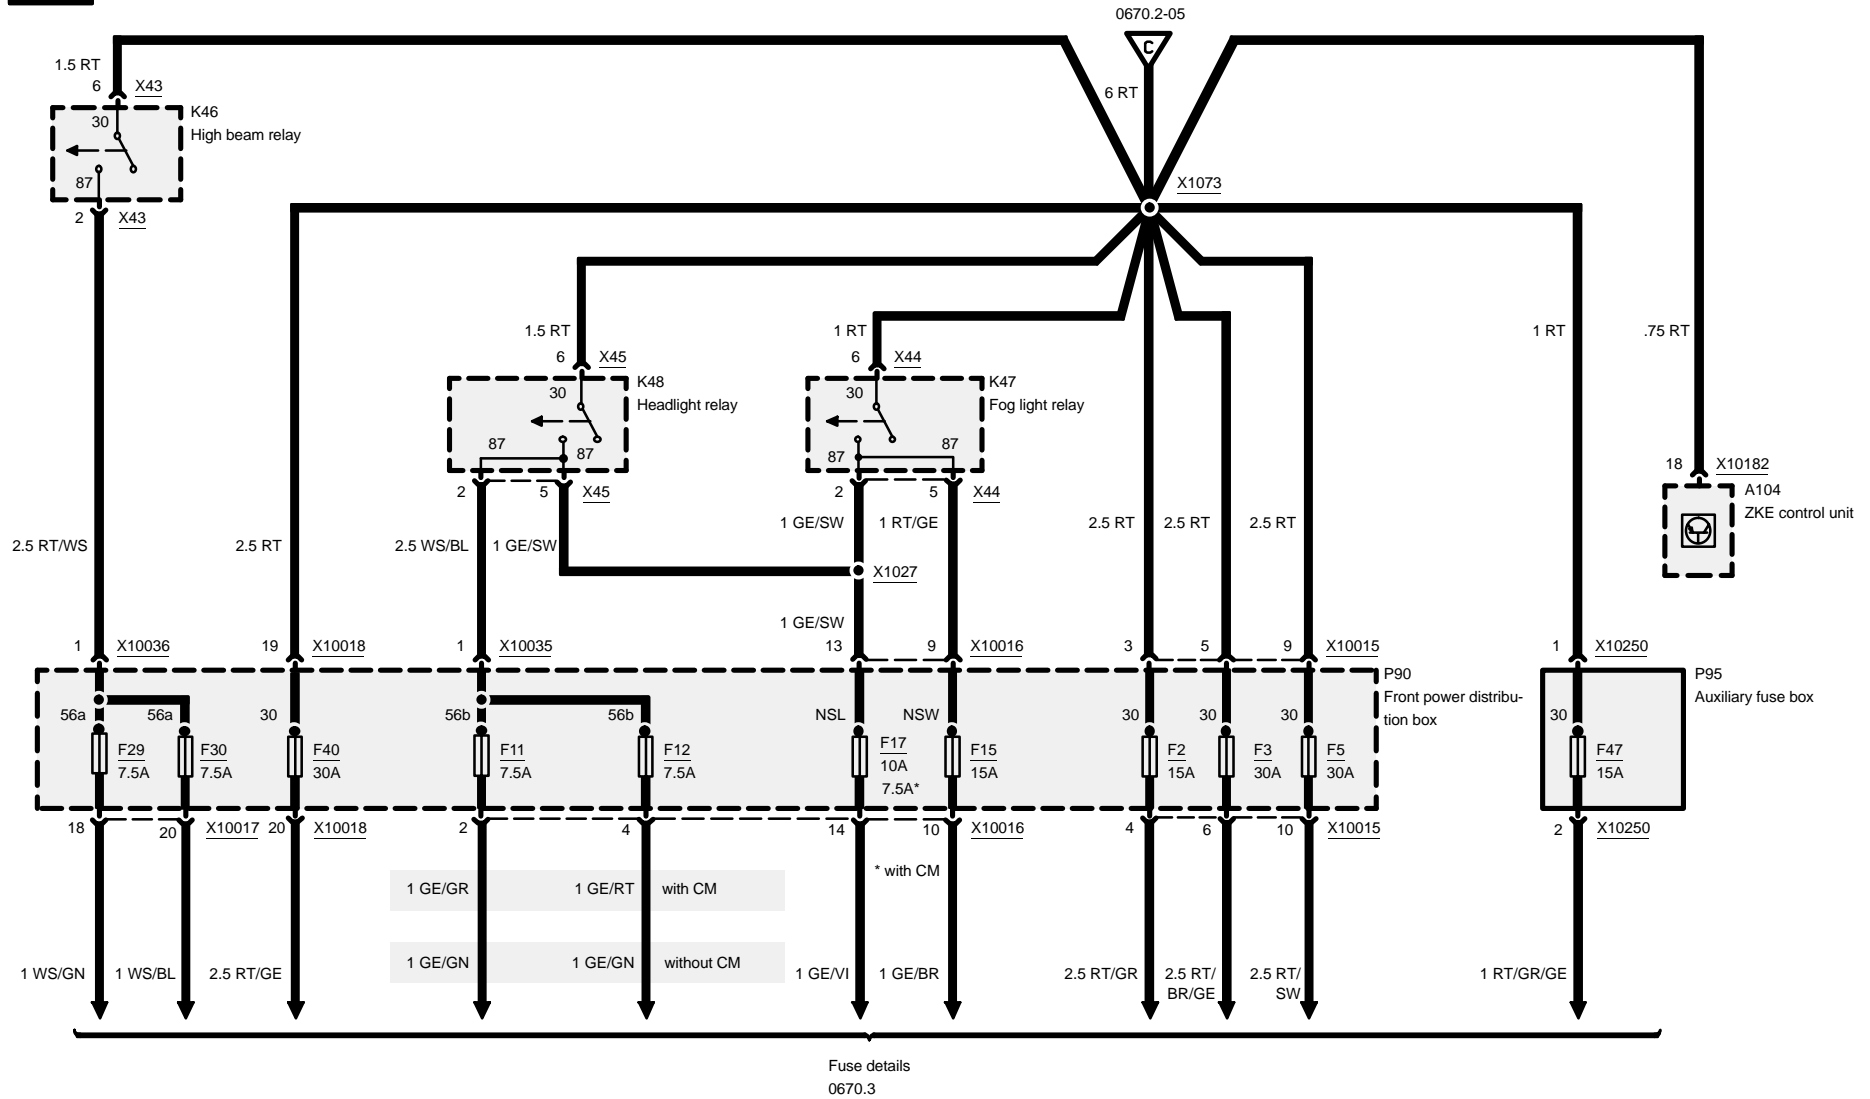 0670.2-05
C
1.5 RT
6 X43
6 RT
K46
High beam relay
30
87
X1073
2 X43
1.5 RT
1 RT
1 RT
.75 RT
6 X45
6 X44
K48
Headlight relay
30
87
87
K47
Fog light relay
30
87
87
18 X10182
A104
ZKE control unit
2 5 X45
2 5 X44
1 GE/SW
1 RT/GE
2.5 RT
2.5 RT
2.5 RT
2.5 RT/WS
2.5 RT
2.5 WS/BL
1 GE/SW
X1027
1 GE/SW
1 X10036
19 X10018
1 X10035
13 9 X10016
3 5 9 X10015
1 X10250
P90
Front power distribu-
tion box
P95
Auxiliary fuse box
56a 56a 30 56b 56b NSL NSW 30 30 30 30
F29
7.5A
F30
7.5A
F40
30A
F11
7.5A
F12
7.5A
F17
10A
7.5A*
F15
15A
F2
15A
F3
30A
F5
30A
F47
15A
18 20 X10017
20 X10018
2 4 14 10 X10016
4 6 10 X10015
2 X10250
* with CM
1 GE/GR 1 GE/RT with CM
1 GE/GN 1 GE/GN without CM
1 WS/GN
1 WS/BL
2.5 RT/GE
1 GE/VI
1 GE/BR
2.5 RT/GR
2.5 RT/
BR/GE
2.5 RT/
SW
1 RT/GR/GE
Fuse details
0670.3